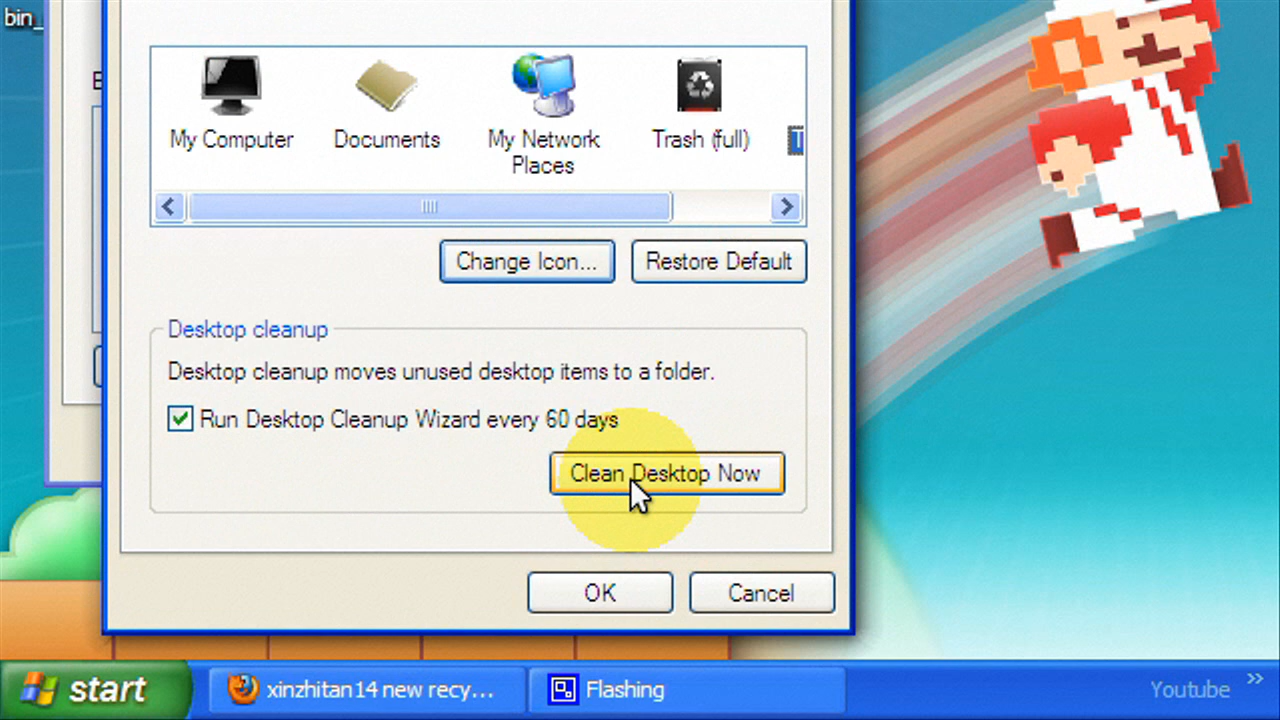 bin_
My Computer
Documents
My Network
Places
Trash (full)
Change Icon...
Restore Default
Desktop cleanup
Desktop cleanup moves unused desktop items to a folder.
Run Desktop Cleanup Wizard every 60 days
Clean Desktop Now
OK
Cancel
start
xinzhitan14 new recy...
Flashing
Youtube